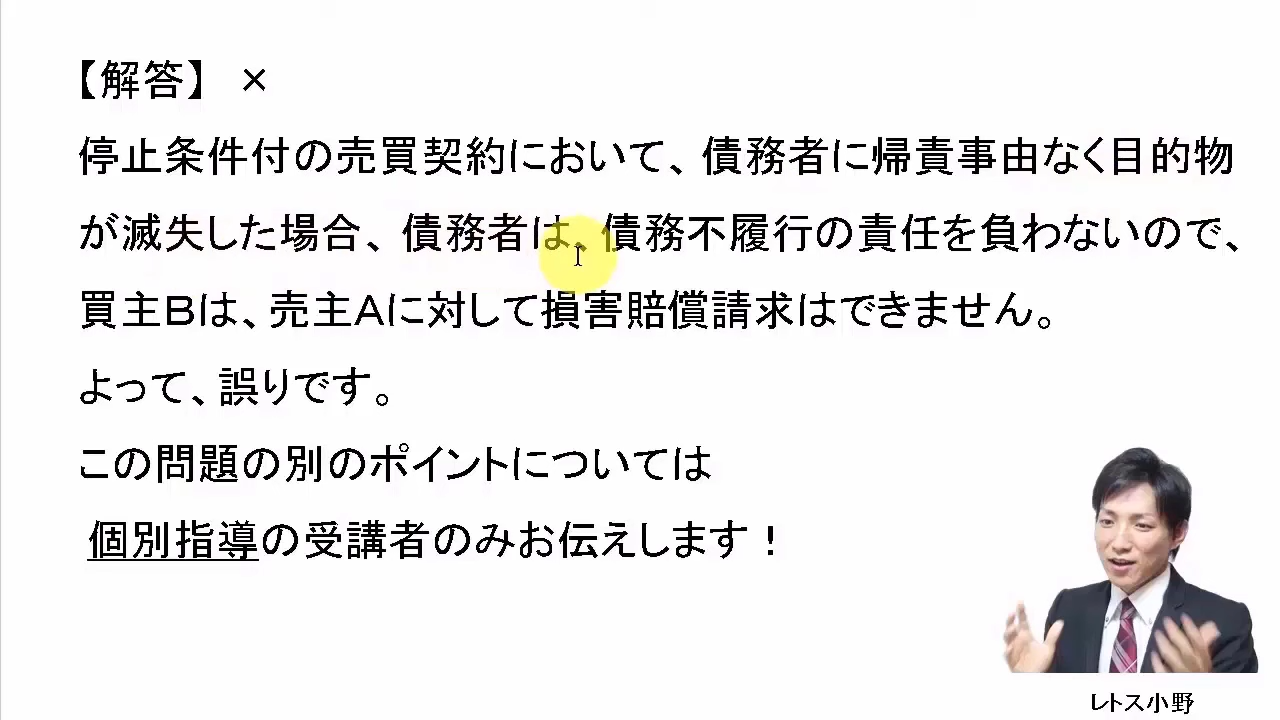 【解答】 ×
停止条件付の売買契約において、債務者に帰責事由なく目的物
が滅失した場合、債務者は、債務不履行の責任を負わないので、
買主Bは、売主Aに対して損害賠償請求はできません。
よって、誤りです。
この問題の別のポイントについては
個別指導の受講者のみお伝えします！
レトス小野